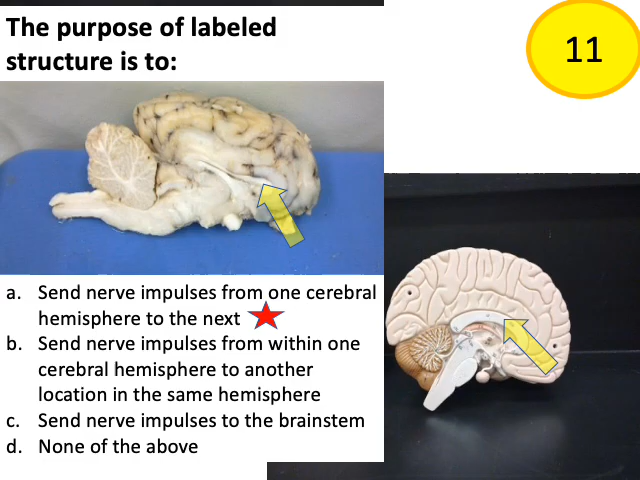 The purpose of labeled
structure is to:
11
a. Send nerve impulses from one cerebral
hemisphere to the next
b. Send nerve impulses from within one
cerebral hemisphere to another
location in the same hemisphere
c. Send nerve impulses to the brainstem
d. None of the above